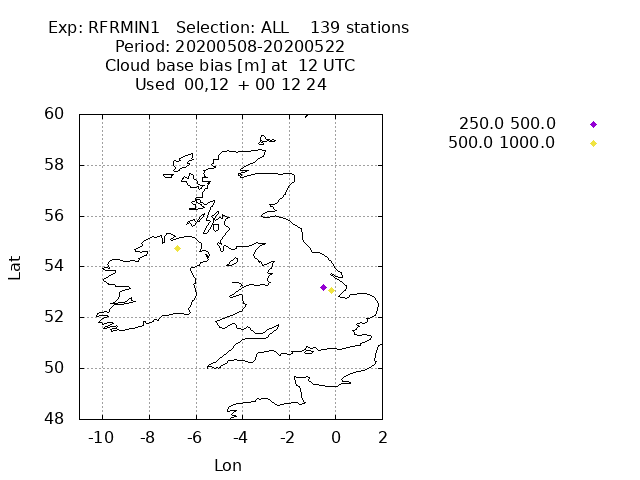 Exp: RFRMIN1   Selection: ALL    139 stations
Period: 20200508-20200522
Cloud base bias [m] at  12 UTC
Used  00,12  + 00 12 24
250.0 500.0
500.0 1000.0
60
58
56
54
52
50
48
Lat
-10 -8 -6 -4 -2 0 2
Lon